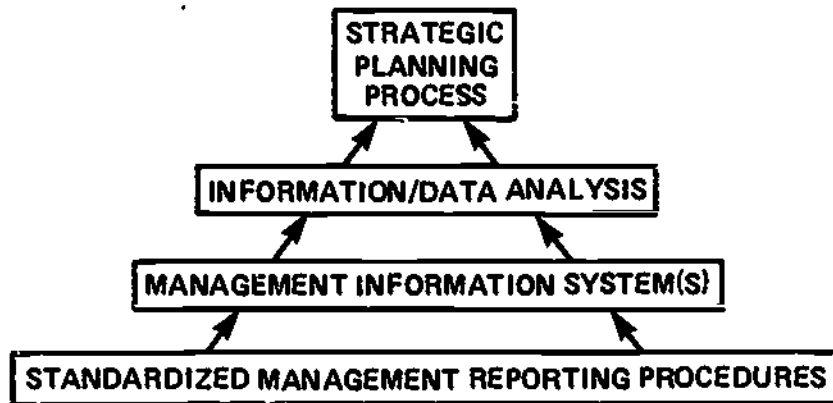 STRATEGIC
PLANNING
PROCESS
INFORMATION/DATA ANALYSIS
MANAGEMENT INFORMATION SYSTEM(S)
STANDARDIZED MANAGEMENT REPORTING PROCEDURES